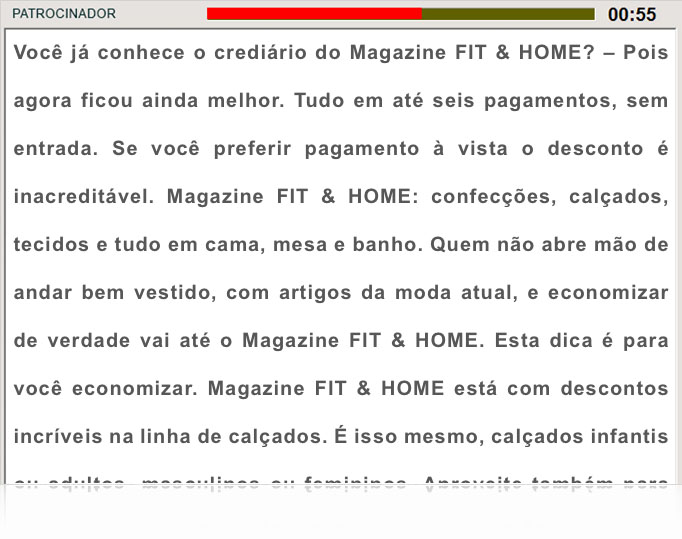 PATROCINADOR 00:55
Você já conhece o crediário do Magazine FIT & HOME? – Pois
agora ficou ainda melhor. Tudo em até seis pagamentos, sem
entrada. Se você preferir pagamento à vista o desconto é
inacreditável. Magazine FIT & HOME: confecções, calçados,
tecidos e tudo em cama, mesa e banho. Quem não abre mão de
andar bem vestido, com artigos da moda atual, e economizar
de verdade vai até o Magazine FIT & HOME. Esta dica é para
você economizar. Magazine FIT & HOME está com descontos
incríveis na linha de calçados. É isso mesmo, calçados infantis
ou adultos, masculinos ou femininos. Aproveite também para